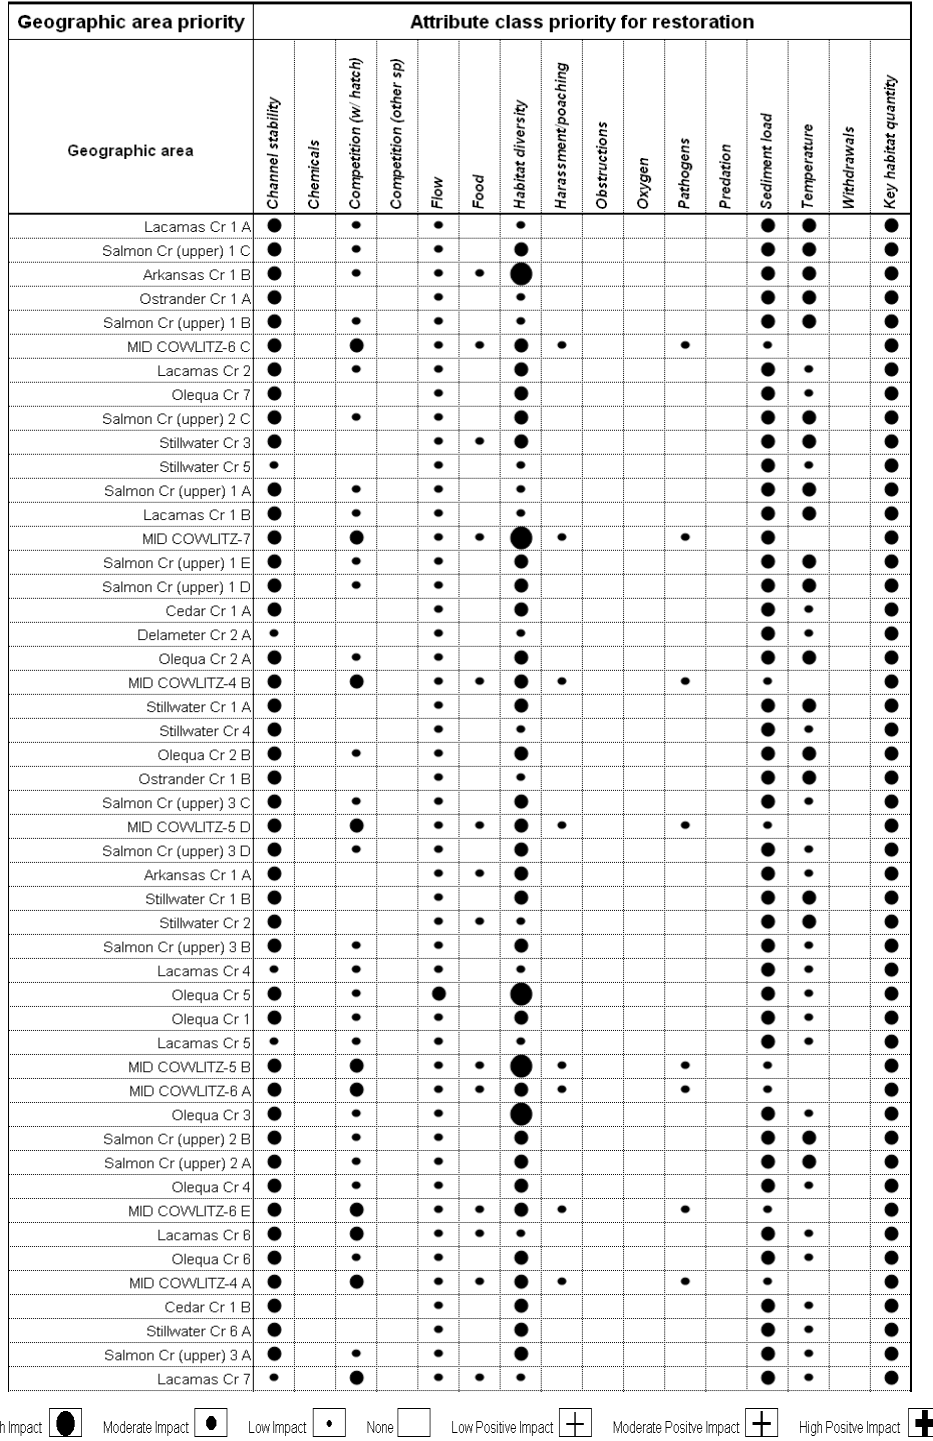 Geographic area priority
Attribute class priority for restoration
Geographic area
Channel stability
Chemicals
Competition (w/ hatch)
Competition (other sp)
Flow
Food
Habitat diversity
Harassment/poaching
Obstructions
Oxygen
Pathogens
Predation
Sediment load
Temperature
Withdrawals
Key habitat quantity
Lacamas Cr 1 A
Salmon Cr (upper) 1 C
Arkansas Cr 1 B
Ostrander Cr 1 A
Salmon Cr (upper) 1 B
MID COWLITZ-6 C
Lacamas Cr 2
Olequa Cr 7
Salmon Cr (upper) 2 C
Stillwater Cr 3
Stillwater Cr 5
Salmon Cr (upper) 1 A
Lacamas Cr 1 B
MID COWLITZ-7
Salmon Cr (upper) 1 E
Salmon Cr (upper) 1 D
Cedar Cr 1 A
Delameter Cr 2 A
Olequa Cr 2 A
MID COWLITZ-4 B
Stillwater Cr 1 A
Stillwater Cr 4
Olequa Cr 2 B
Ostrander Cr 1 B
Salmon Cr (upper) 3 C
MID COWLITZ-5 D
Salmon Cr (upper) 3 D
Arkansas Cr 1 A
Stillwater Cr 1 B
Stillwater Cr 2
Salmon Cr (upper) 3 B
Lacamas Cr 4
Olequa Cr 5
Olequa Cr 1
Lacamas Cr 5
MID COWLITZ-5 B
MID COWLITZ-6 A
Olequa Cr 3
Salmon Cr (upper) 2 B
Salmon Cr (upper) 2 A
Olequa Cr 4
MID COWLITZ-6 E
Lacamas Cr 6
Olequa Cr 6
MID COWLITZ-4 A
Cedar Cr 1 B
Stillwater Cr 6 A
Salmon Cr (upper) 3 A
Lacamas Cr 7
h Impact Moderate Impact Low Impact None Low Positive Impact Moderate Positve Impact High Positve Impact